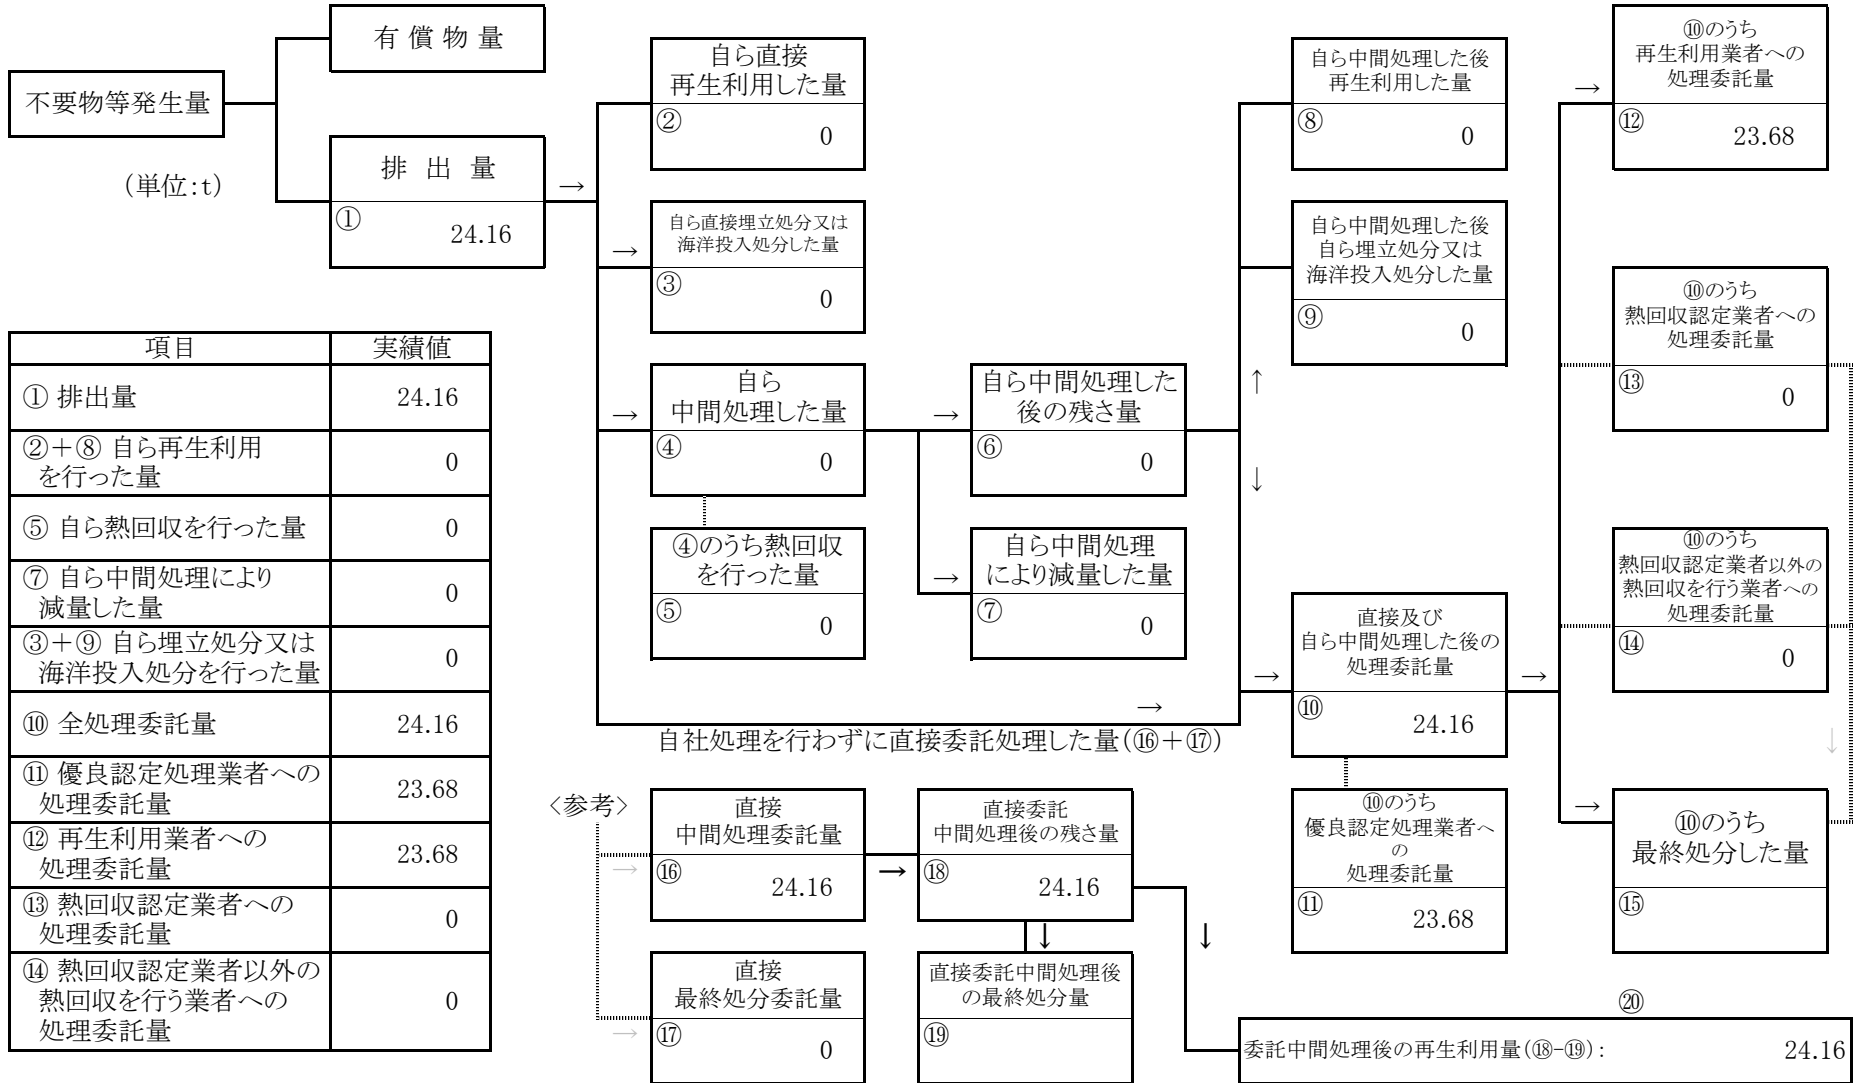 不要物等発生量
(単位:t)
有 償 物 量
排 出 量
①
24.16
→
自ら直接
再生利用した量
②
0
→
自ら直接埋立処分又は
海洋投入処分した量
③
0
→
自ら
中間処理した量
④
0
④のうち熱回収
を行った量
⑤
0
→
自ら中間処理した
後の残さ量
⑥
0
→
自ら中間処理
により減量した量
⑦
0
↑
↓
自ら中間処理した後
再生利用した量
⑧
0
自ら中間処理した後
自ら埋立処分又は
海洋投入処分した量
⑨
0
→
自社処理を行わずに直接委託処理した量(⑯+⑰)
→
直接及び
自ら中間処理した後の
処理委託量
⑩
24.16
⑩のうち
優良認定処理業者へ
の
処理委託量
⑪
23.68
→
→
⑩のうち
再生利用業者への
処理委託量
⑫
23.68
⑩のうち
熱回収認定業者への
処理委託量
⑬
0
⑩のうち
熱回収認定業者以外の
熱回収を行う業者への
処理委託量
⑭
0
↓
→
⑩のうち
最終処分した量
⑮
項目 実績値
① 排出量 24.16
②+⑧ 自ら再生利用
を行った量 0
⑤ 自ら熱回収を行った量 0
⑦ 自ら中間処理により
減量した量 0
③+⑨ 自ら埋立処分又は
海洋投入処分を行った量 0
⑩ 全処理委託量 24.16
⑪ 優良認定処理業者への
処理委託量 23.68
⑫ 再生利用業者への
処理委託量 23.68
⑬ 熱回収認定業者への
処理委託量 0
⑭ 熱回収認定業者以外の
熱回収を行う業者への
処理委託量 0
〈参考〉
→
直接
中間処理委託量
⑯
24.16
→
直接委託
中間処理後の残さ量
⑱
24.16
↓
↓
→
直接
最終処分委託量
⑰
0
直接委託中間処理後
の最終処分量
⑲
⑳
委託中間処理後の再生利用量(⑱-⑲): 24.16